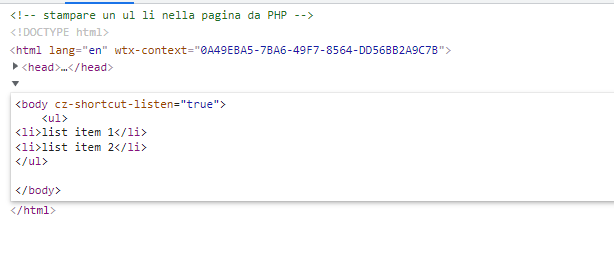 <!-- stampare un ul li nella pagina da PHP -->
<!DOCTYPE html>
<html lang="en" wtx-context="0A49EBA5-7BA6-49F7-8564-DD56BB2A9C7B">
<head>…</head>
<body cz-shortcut-listen="true">
<ul>
<li>list item 1</li>
<li>list item 2</li>
</ul>
</body>
</html>